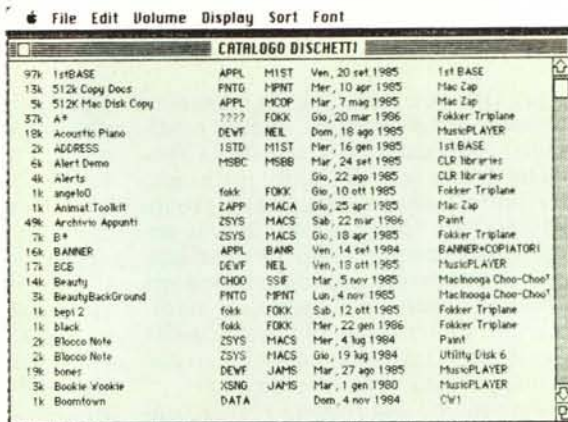 File Edit Volume Display Sort Font
CATALOGO DISCHETTI
97k 1stBASE APPL M1ST Ven, 20 set 1985 1st BASE
13k 512k Copy Docs PNTG MPNT Mer, 10 apr 1985 Mac Zap
5k 512K Mac Disk Copy APPL MCOP Mar, 7 mag 1985 Mac Zap
37k A+ ???? FOKK Gio, 20 mar 1986 Fokker Triplane
18k Acoustic Piano DEWF NEIL Dom, 18 ago 1985 MusicPLAYER
2k ADDRESS 1STD M1ST Mer, 16 gen 1985 1st BASE
6k Alert Demo MSBC MSBB Mar, 24 set 1985 CLR libraries
4k Alerts Gio, 22 ago 1985 CLR libraries
1k angelo0 fokk FOKK Gio, 10 ott 1985 Fokker Triplane
1k Animat.Toolkit ZAPP MACA Gio, 25 apr 1985 Mac Zap
49k Archivio Appunti ZSYS MACS Sab, 22 mar 1986 Paint
7k B+ ZSYS MACS Gio, 18 apr 1985 Fokker Triplane
16k BANNER APPL BANR Ven, 14 set 1984 BANNER+COPIATORI
17k BCB DEWF NEIL Ven, 18 ott 1985 MusicPLAYER
14k Beauty CHOO SSIF Mar, 5 nov 1985 MacInooga Choo-Choo
3k BeautyBackGround PNTG MPNT Lun, 4 nov 1985 MacInooga Choo-Choo
1k bepi 2 fokk FOKK Sab, 12 ott 1985 Fokker Triplane
1k black fokk FOKK Mer, 22 gen 1986 Fokker Triplane
2k Blocco Note ZSYS MACS Mer, 4 lug 1984 Paint
2k Blocco Note ZSYS MACS Gio, 19 lug 1984 Utility Disk 6
19k bones DEWF JAMS Mar, 27 ago 1985 MusicPLAYER
3k Bookie Wookie XSNG JAMS Mar, 1 gen 1980 MusicPLAYER
1k Boomtown DATA Dom, 4 nov 1984 CW1